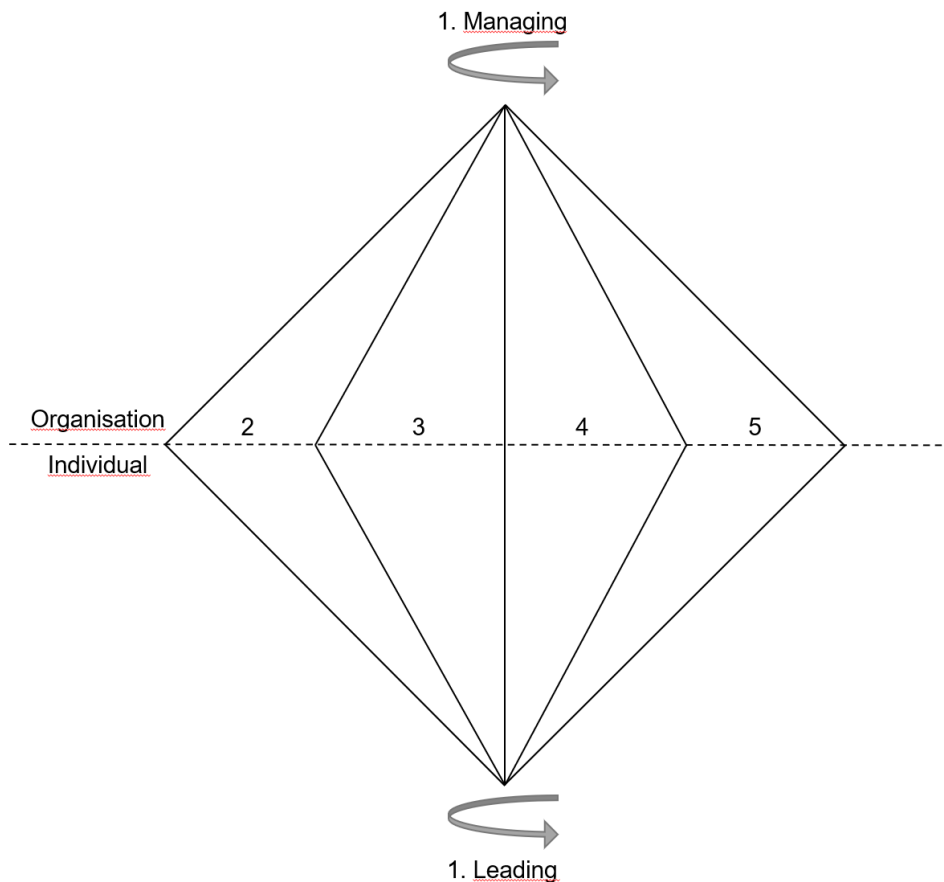 1. Managing
Organisation
2 3 4 5
Individual
1. Leading